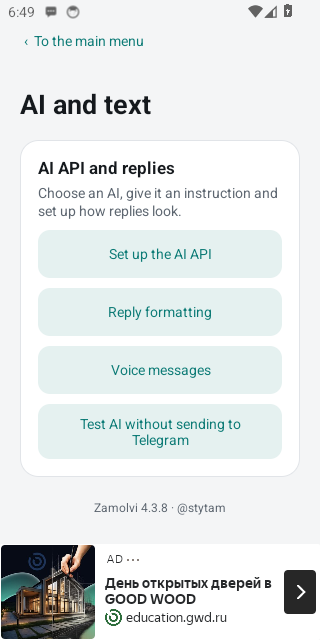 6:49
‹ To the main menu
AI and text
AI API and replies
Choose an AI, give it an instruction and
set up how replies look.
Set up the AI API
Reply formatting
Voice messages
Test AI without sending to
Telegram
Zamolvi 4.3.8 · @stytam
AD
День открытых дверей в
GOOD WOOD
education.gwd.ru